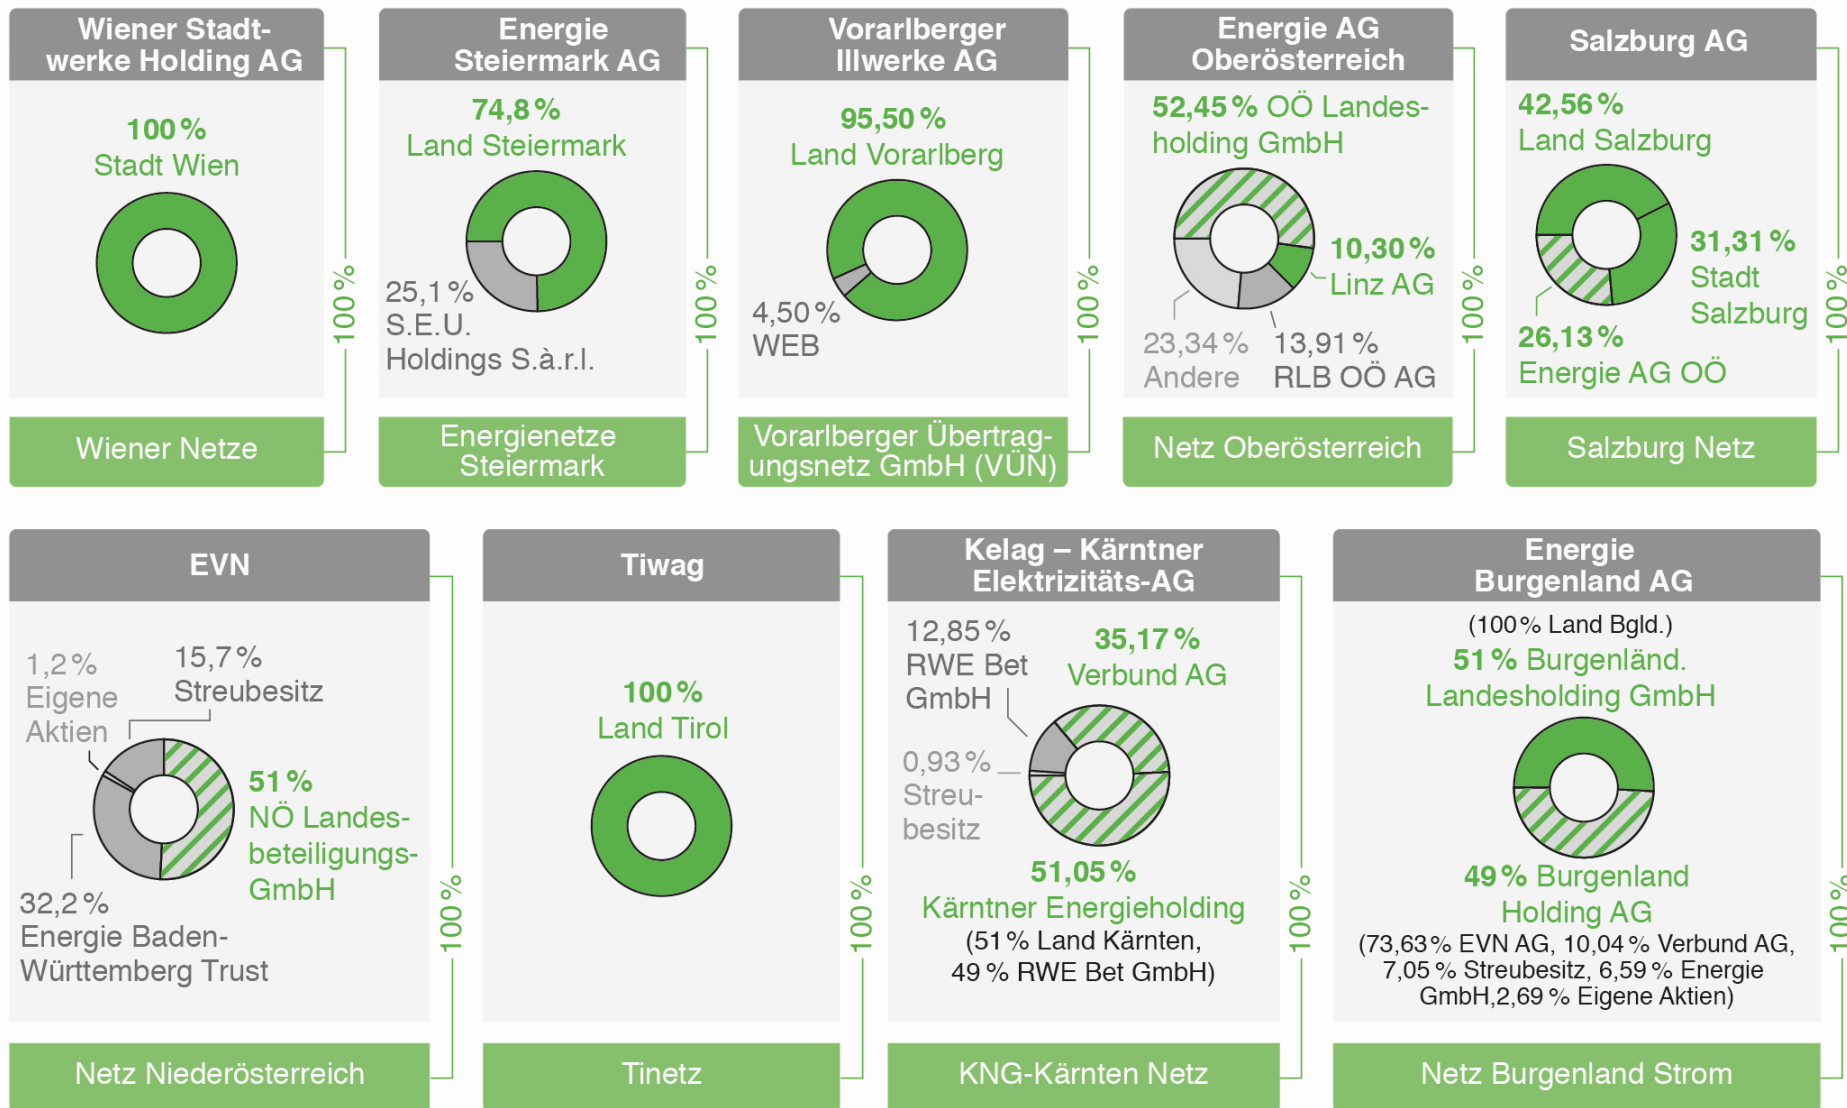 Wiener Stadt-
werke Holding AG
100 %
Stadt Wien
100 %
Wiener Netze
Energie
Steiermark AG
74,8 %
Land Steiermark
25,1 %
S.E.U.
Holdings S.à.r.l.
100 %
Energienetze
Steiermark
Vorarlberger
Illwerke AG
95,50 %
Land Vorarlberg
4,50 %
WEB
100 %
Vorarlberger Übertrag-
ungsnetz GmbH (VÜN)
Energie AG
Oberösterreich
52,45 % OÖ Landes-
holding GmbH
10,30 %
Linz AG
23,34 %
Andere
13,91 %
RLB OÖ AG
100 %
Netz Oberösterreich
Salzburg AG
42,56 %
Land Salzburg
31,31 %
Stadt
Salzburg
26,13 %
Energie AG OÖ
100 %
Salzburg Netz
EVN
1,2 %
Eigene
Aktien
15,7 %
Streubesitz
51 %
NÖ Landes-
beteiligungs-
GmbH
32,2 %
Energie Baden-
Württemberg Trust
100 %
Netz Niederösterreich
Tiwag
100 %
Land Tirol
100 %
Tinetz
Kelag – Kärntner
Elektrizitäts-AG
12,85 %
RWE Bet
GmbH
35,17 %
Verbund AG
0,93 %
Streu-
besitz
51,05 %
Kärntner Energieholding
(51 % Land Kärnten,
49 % RWE Bet GmbH)
100 %
KNG-Kärnten Netz
Energie
Burgenland AG
(100 % Land Bgld.)
51 % Burgenländ.
Landesholding GmbH
49 % Burgenland
Holding AG
(73,63 % EVN AG, 10,04 % Verbund AG,
7,05 % Streubesitz, 6,59 % Energie
GmbH,2,69 % Eigene Aktien)
100 %
Netz Burgenland Strom